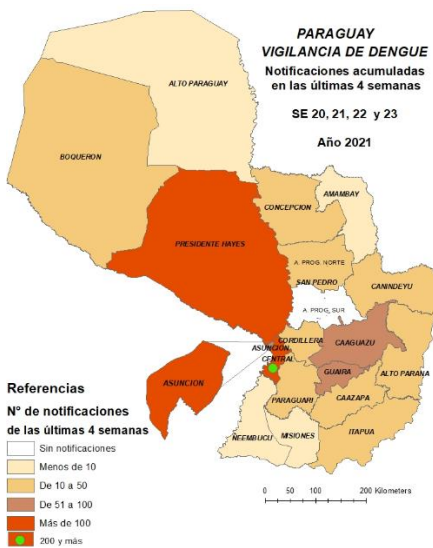 PARAGUAY
VIGILANCIA DE DENGUE
Notificaciones acumuladas
en las últimas 4 semanas
SE 20, 21, 22 y 23
Año 2021
ALTO PARAGUAY
BOQUERON
AMAMBAY
CONCEPCION
PRESIDENTE HAYES
A. PROG. NORTE
SAN PEDRO
CANINDEYU
A. PROG. SUR
ASUNCION
CORDILLERA
CENTRAL
CAAGUAZU
ASUNCION
GUAIRA
ALTO PARANA
PARAGUARI
CAAZAPA
ÑEEMBUCU
MISIONES
ITAPUA
Referencias
N° de notificaciones
de las últimas 4 semanas
Sin notificaciones
Menos de 10
De 10 a 50
De 51 a 100
Más de 100
200 y más
0 50 100 200 Kilometers